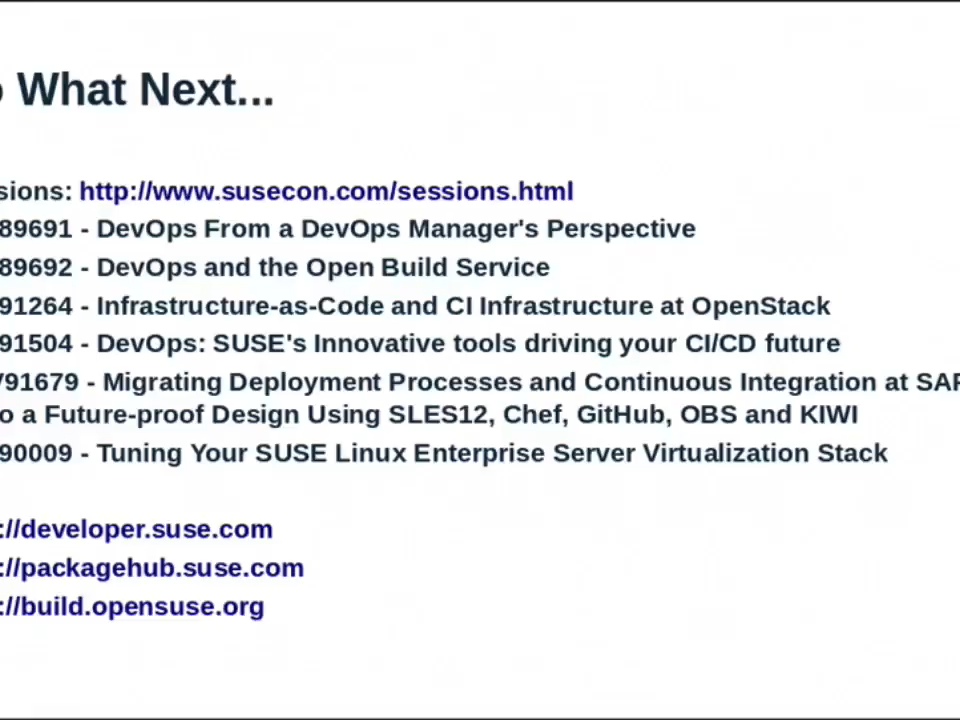 What Next...
sions: http://www.susecon.com/sessions.html
89691 - DevOps From a DevOps Manager's Perspective
89692 - DevOps and the Open Build Service
91264 - Infrastructure-as-Code and CI Infrastructure at OpenStack
91504 - DevOps: SUSE's Innovative tools driving your CI/CD future
/91679 - Migrating Deployment Processes and Continuous Integration at SAP
o a Future-proof Design Using SLES12, Chef, GitHub, OBS and KIWI
90009 - Tuning Your SUSE Linux Enterprise Server Virtualization Stack
://developer.suse.com
://packagehub.suse.com
://build.opensuse.org